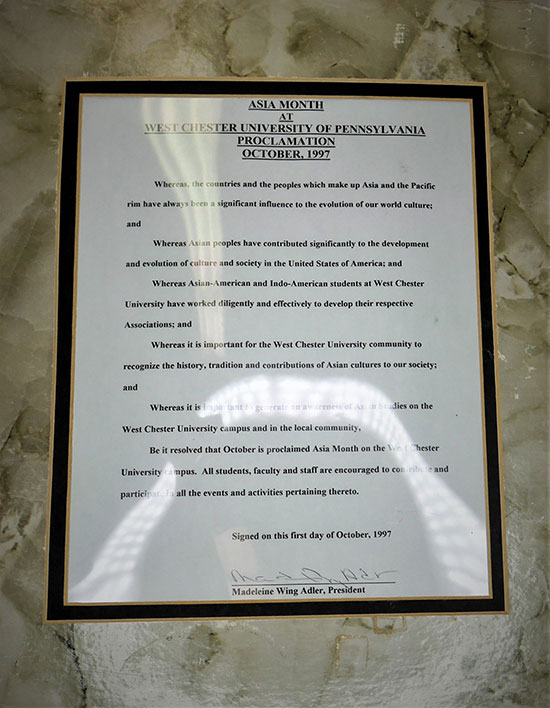 ASIA MONTH
AT
WEST CHESTER UNIVERSITY OF PENNSYLVANIA
PROCLAMATION
OCTOBER, 1997
Whereas, the countries and the peoples which make up Asia and the Pacific
rim have always been a significant influence to the evolution of our world culture;
and
Whereas Asian peoples have contributed significantly to the development
and evolution of culture and society in the United States of America; and
Whereas Asian-American and Indo-American students at West Chester
University have worked diligently and effectively to develop their respective
Associations; and
Whereas it is important for the West Chester University community to
recognize the history, tradition and contributions of Asian cultures to our society;
and
Whereas it is important to generate an awareness of Asian Studies on the
West Chester University campus and in the local community,
Be it resolved that October is proclaimed Asia Month on the West Chester
University campus. All students, faculty and staff are encouraged to contribute and
participate in all the events and activities pertaining thereto.
Signed on this first day of October, 1997
Madeleine Wing Adler, President